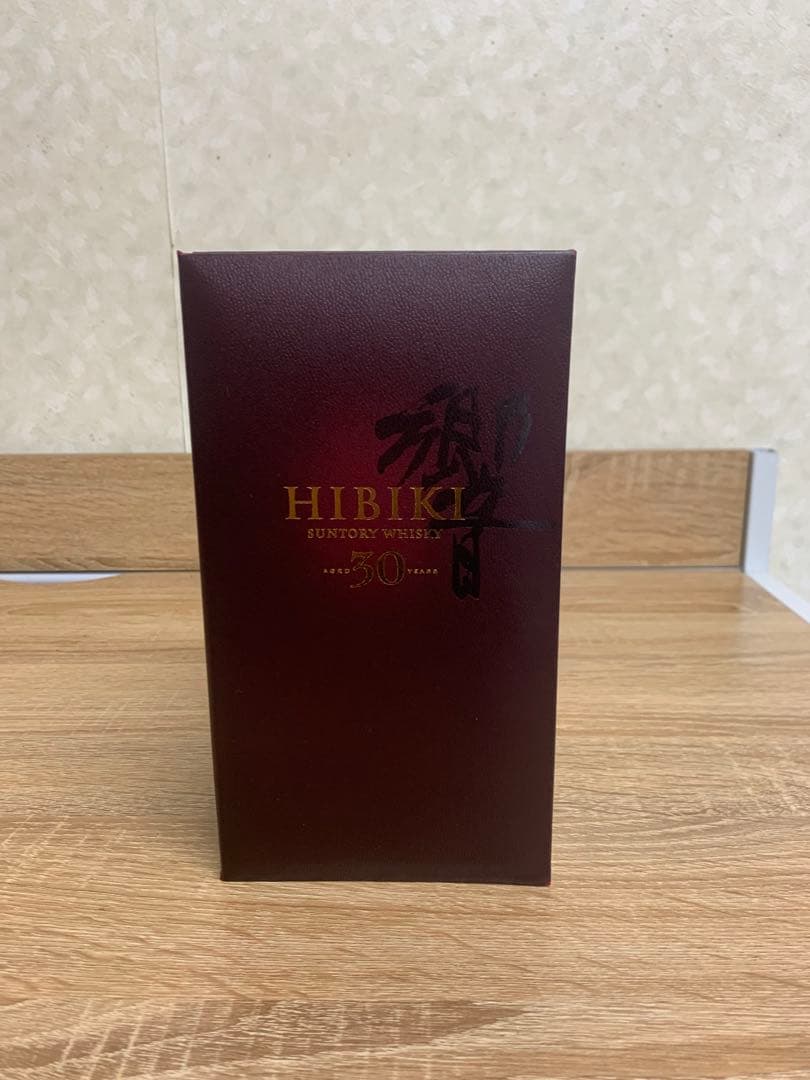 響
HIBIKI
SUNTORY WHISKY
AGED 30 YEARS